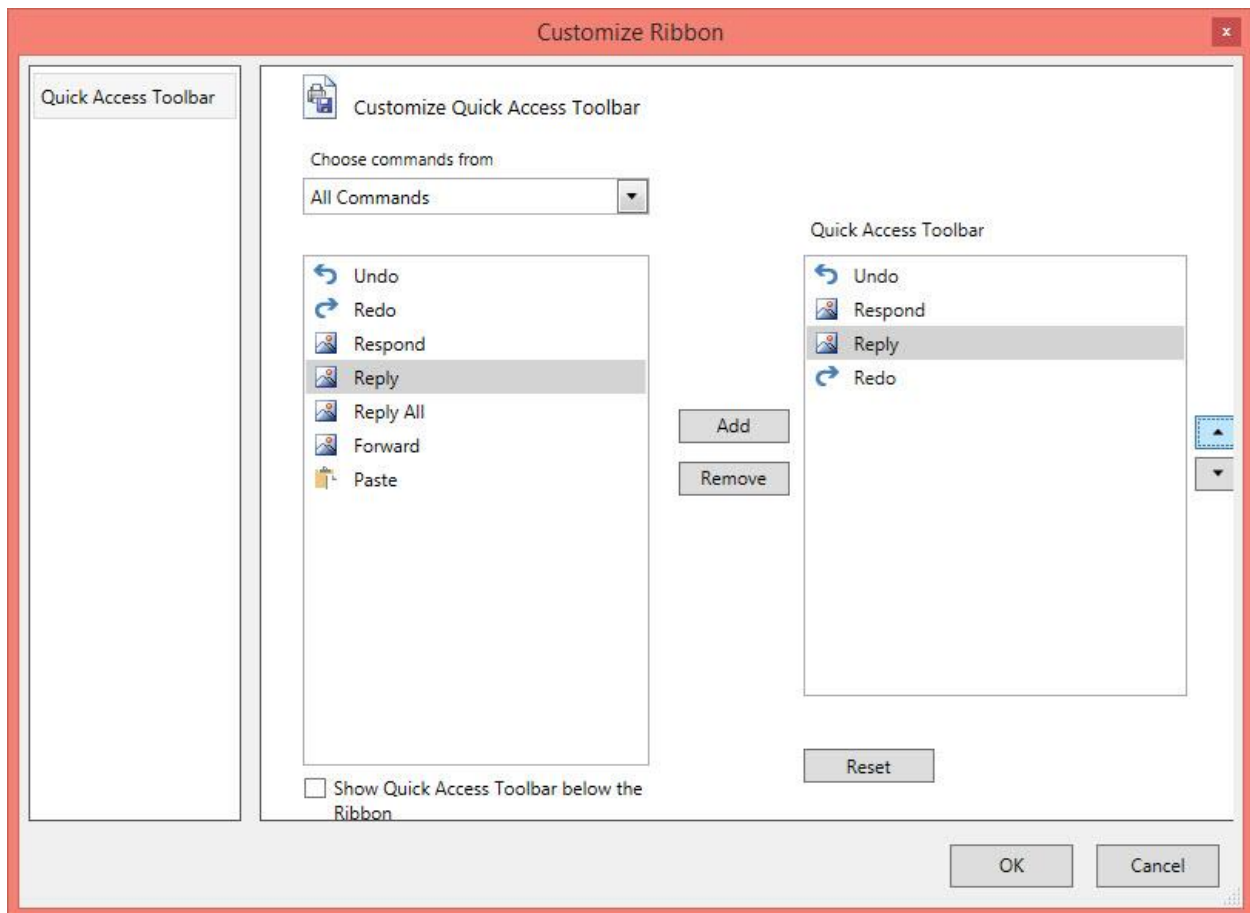 Customize Ribbon
x
Quick Access Toolbar
Customize Quick Access Toolbar
Choose commands from
All Commands
Quick Access Toolbar
Undo
Redo
Respond
Reply
Reply All
Forward
Paste
Undo
Respond
Reply
Redo
Add
Remove
Reset
Show Quick Access Toolbar below the
Ribbon
OK
Cancel